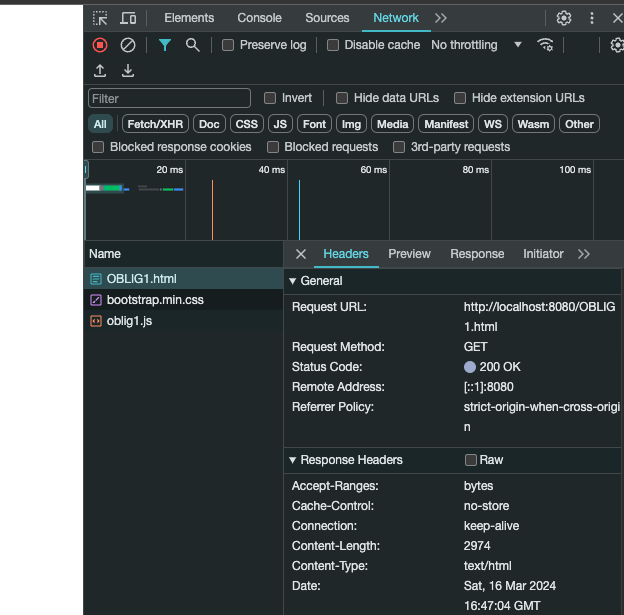 Elements Console Sources Network
Preserve log Disable cache No throttling
Filter Invert Hide data URLs Hide extension URLs
All Fetch/XHR Doc CSS JS Font Img Media Manifest WS Wasm Other
Blocked response cookies Blocked requests 3rd-party requests
20 ms 40 ms 60 ms 80 ms 100 ms
Name
OBLIG1.html
bootstrap.min.css
oblig1.js
Headers Preview Response Initiator
General
Request URL: http://localhost:8080/OBLIG
1.html
Request Method: GET
Status Code: 200 OK
Remote Address: [::1]:8080
Referrer Policy: strict-origin-when-cross-origi
n
Response Headers Raw
Accept-Ranges: bytes
Cache-Control: no-store
Connection: keep-alive
Content-Length: 2974
Content-Type: text/html
Date: Sat, 16 Mar 2024
16:47:04 GMT